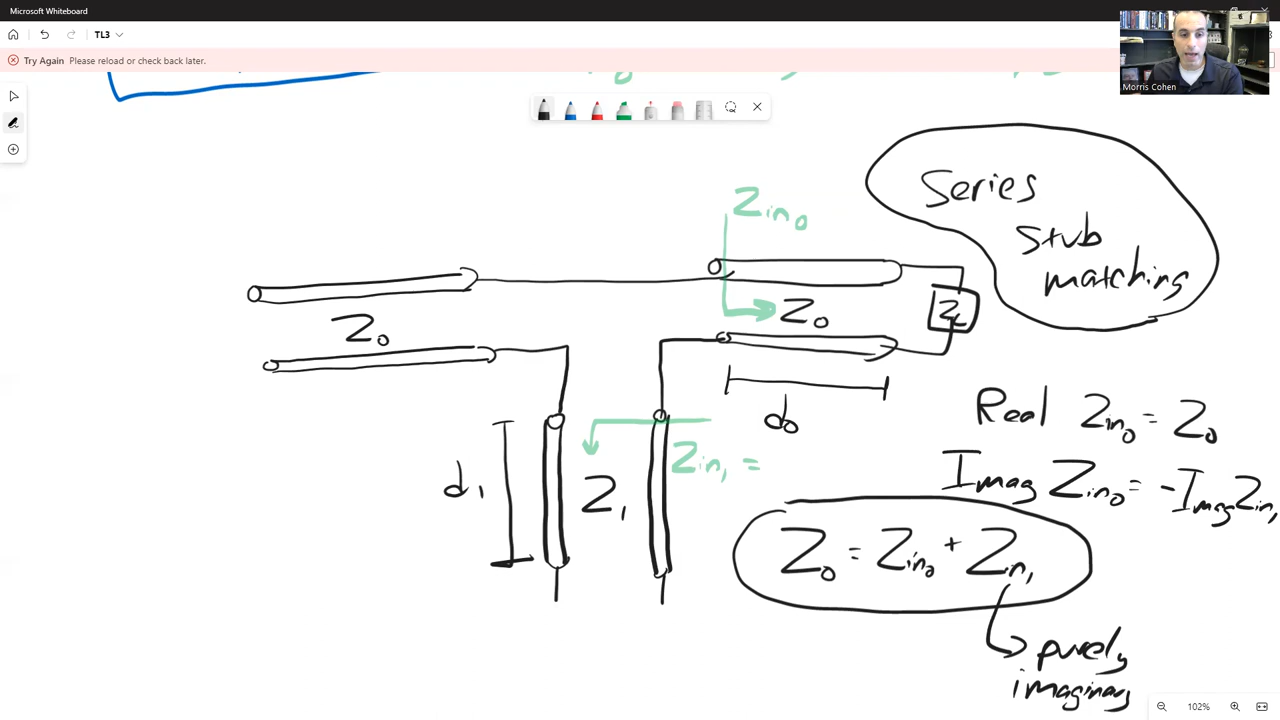 Microsoft Whiteboard
TL3
Try Again Please reload or check back later.
Morris Cohen
Series
stub
matching
Zin0
Z0
Z0
ZL
d0
Real Zin0 = Z0
Imag Zin0 = -Imag Zin1
Zin1 =
d1
Z1
Z0 = Zin0 + Zin1
purely
imaginary
102%